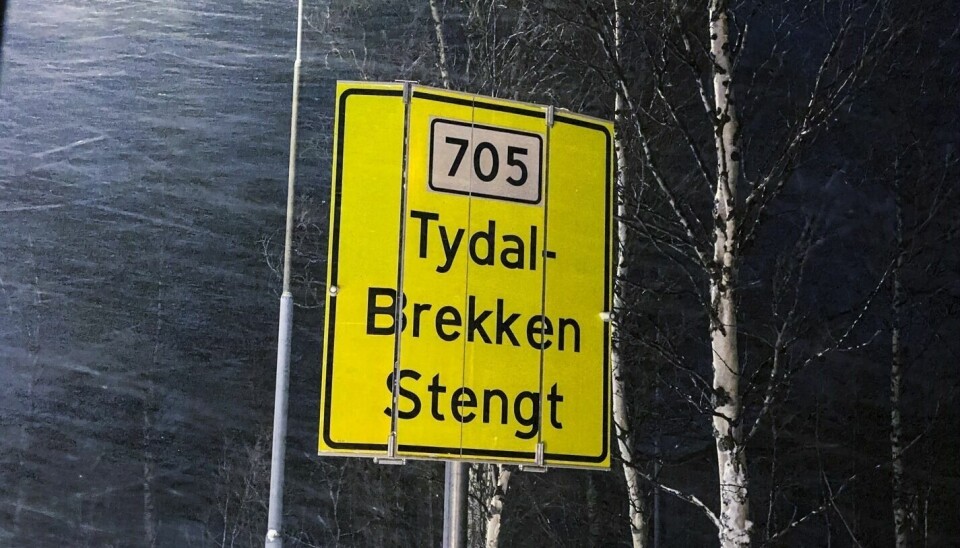 705
Tydal-
Brekken
Stengt